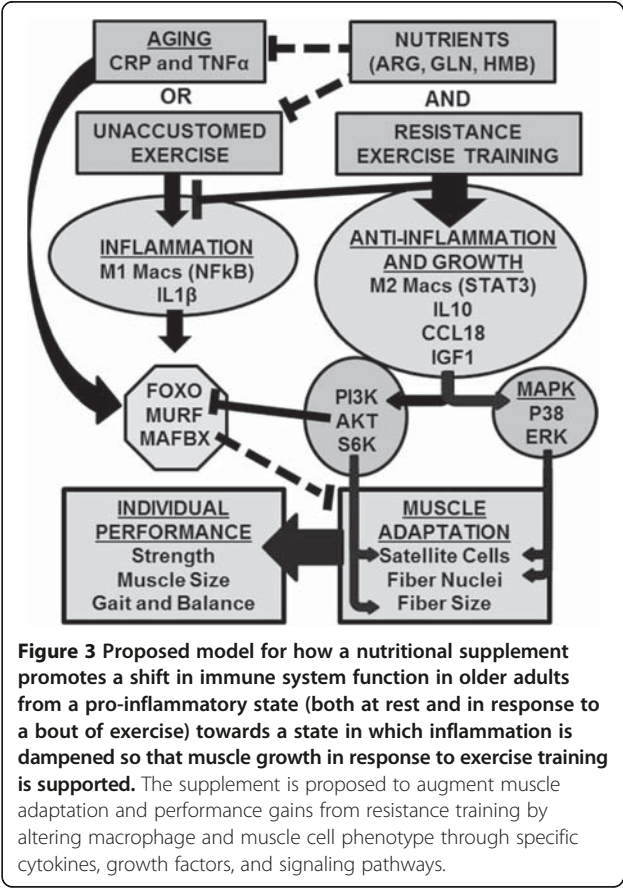 AGING
CRP and TNFα
NUTRIENTS
(ARG, GLN, HMB)
OR
AND
UNACCUSTOMED
EXERCISE
RESISTANCE
EXERCISE TRAINING
INFLAMMATION
M1 Macs (NFkB)
IL1β
ANTI-INFLAMMATION
AND GROWTH
M2 Macs (STAT3)
IL10
CCL18
IGF1
FOXO
MURF
MAFBX
PI3K
AKT
S6K
MAPK
P38
ERK
INDIVIDUAL
PERFORMANCE
Strength
Muscle Size
Gait and Balance
MUSCLE
ADAPTATION
Satellite Cells
Fiber Nuclei
Fiber Size
Figure 3 Proposed model for how a nutritional supplement
promotes a shift in immune system function in older adults
from a pro-inflammatory state (both at rest and in response to
a bout of exercise) towards a state in which inflammation is
dampened so that muscle growth in response to exercise training
is supported. The supplement is proposed to augment muscle
adaptation and performance gains from resistance training by
altering macrophage and muscle cell phenotype through specific
cytokines, growth factors, and signaling pathways.